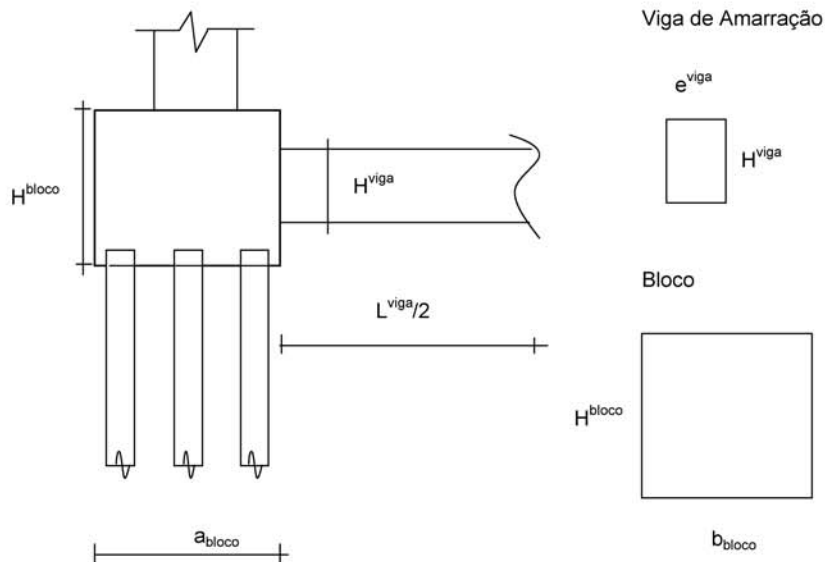 Viga de Amarração
e^viga
H^viga
H^bloco
H^viga
L^viga/2
Bloco
H^bloco
a_bloco
b_bloco